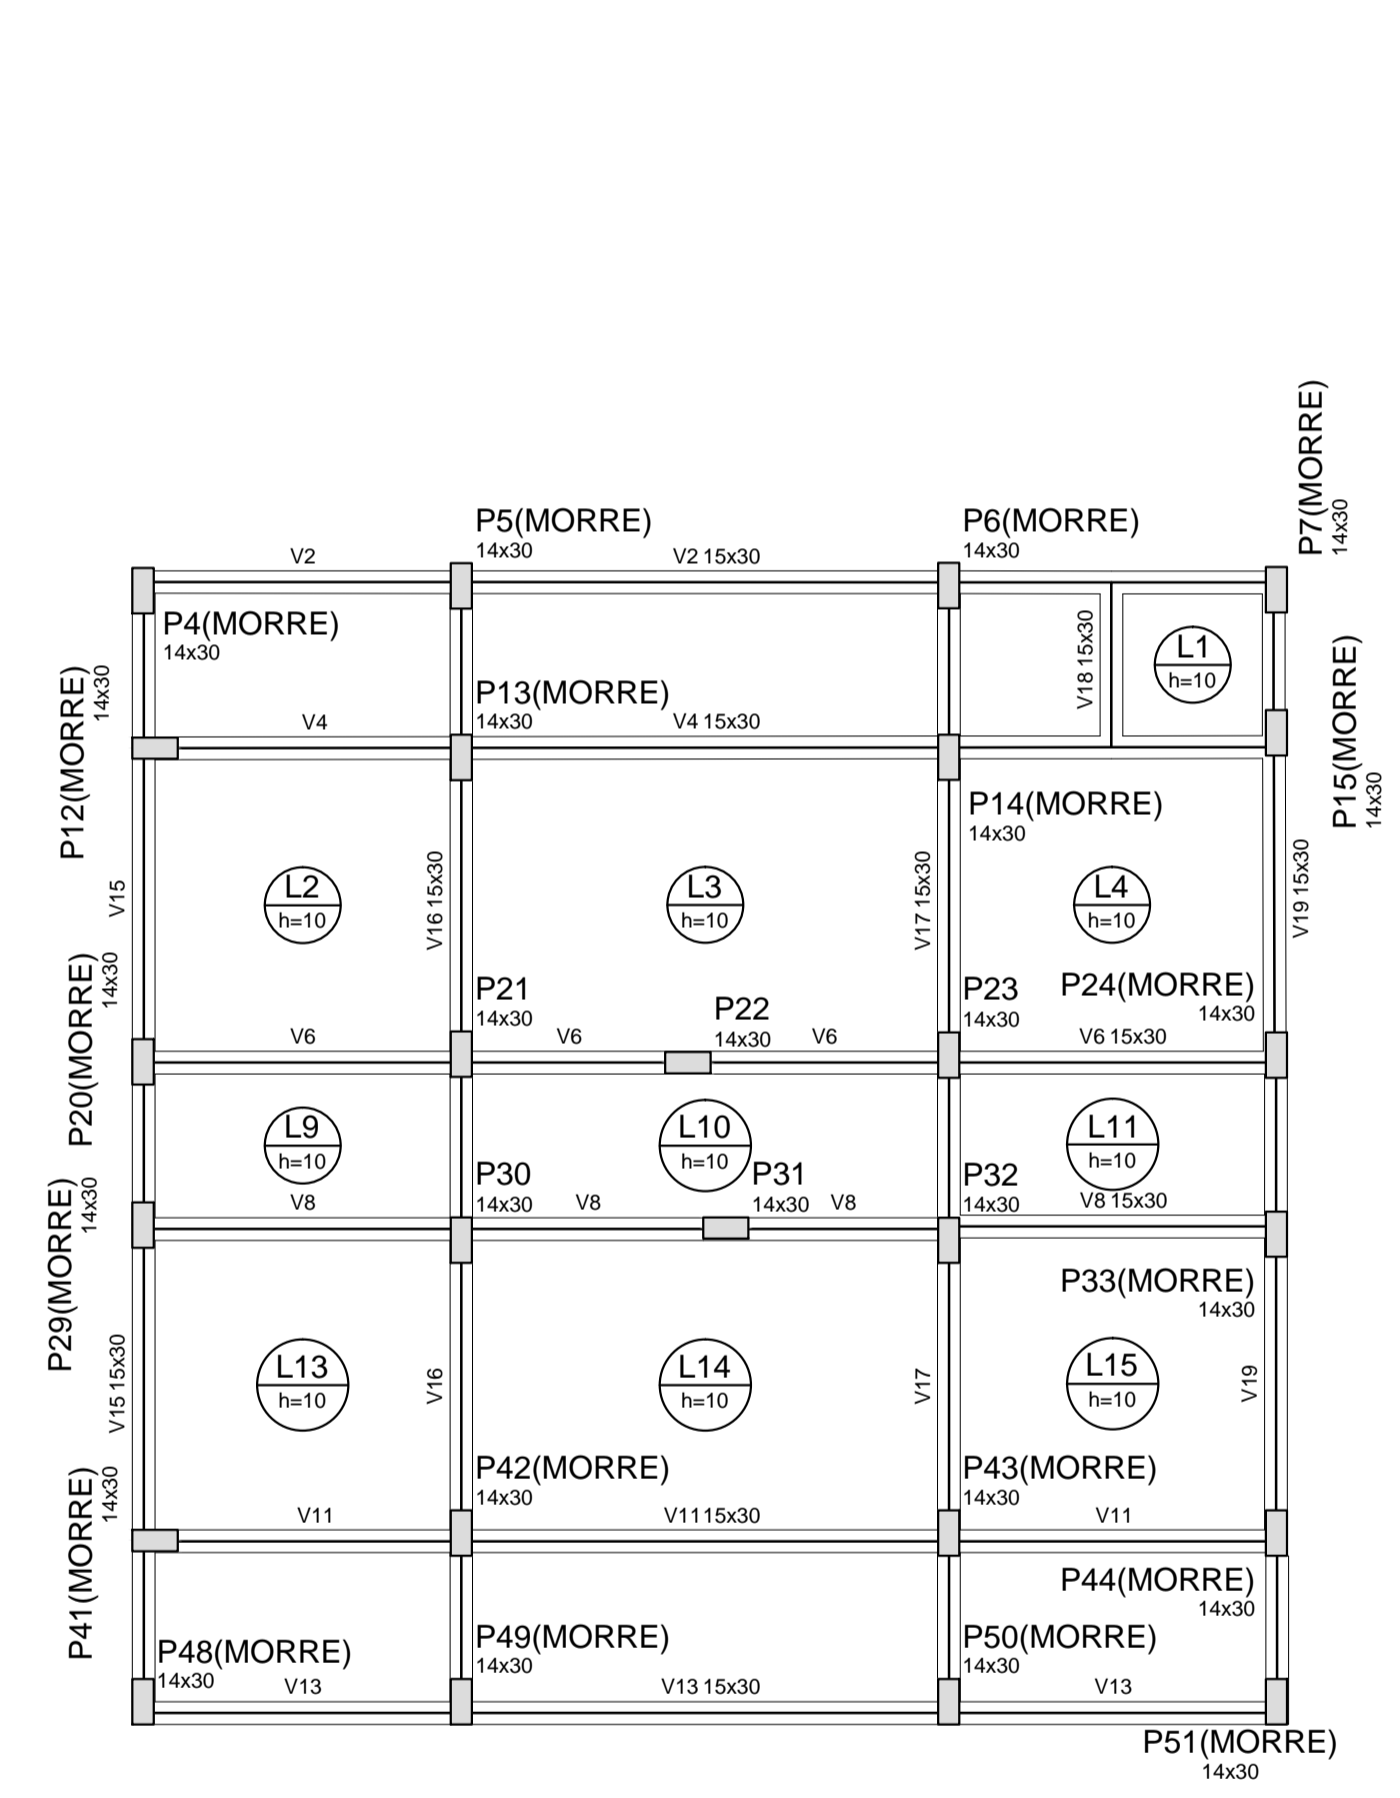 P7(MORRE)
14x30
P5(MORRE)
14x30
P6(MORRE)
14x30
V2
V2 15x30
P4(MORRE)
14x30
V18 15x30
L1
h=10
P12(MORRE)
14x30
P15(MORRE)
14x30
P13(MORRE)
14x30
V4
V4 15x30
P14(MORRE)
14x30
V15
L2
h=10
V16 15x30
L3
h=10
V17 15x30
L4
h=10
V19 15x30
P20(MORRE)
14x30
P21
14x30
P22
14x30
P23
14x30
P24(MORRE)
14x30
V6
V6
V6
V6 15x30
L9
h=10
L10
h=10
L11
h=10
P29(MORRE)
14x30
P30
14x30
P31
14x30
P32
14x30
V8
V8
V8
V8 15x30
P33(MORRE)
14x30
V15 15x30
L13
h=10
V16
L14
h=10
V17
L15
h=10
V19
P41(MORRE)
14x30
P42(MORRE)
14x30
P43(MORRE)
14x30
V11
V11 15x30
V11
P44(MORRE)
14x30
P48(MORRE)
14x30
P49(MORRE)
14x30
P50(MORRE)
14x30
V13
V13 15x30
V13
P51(MORRE)
14x30